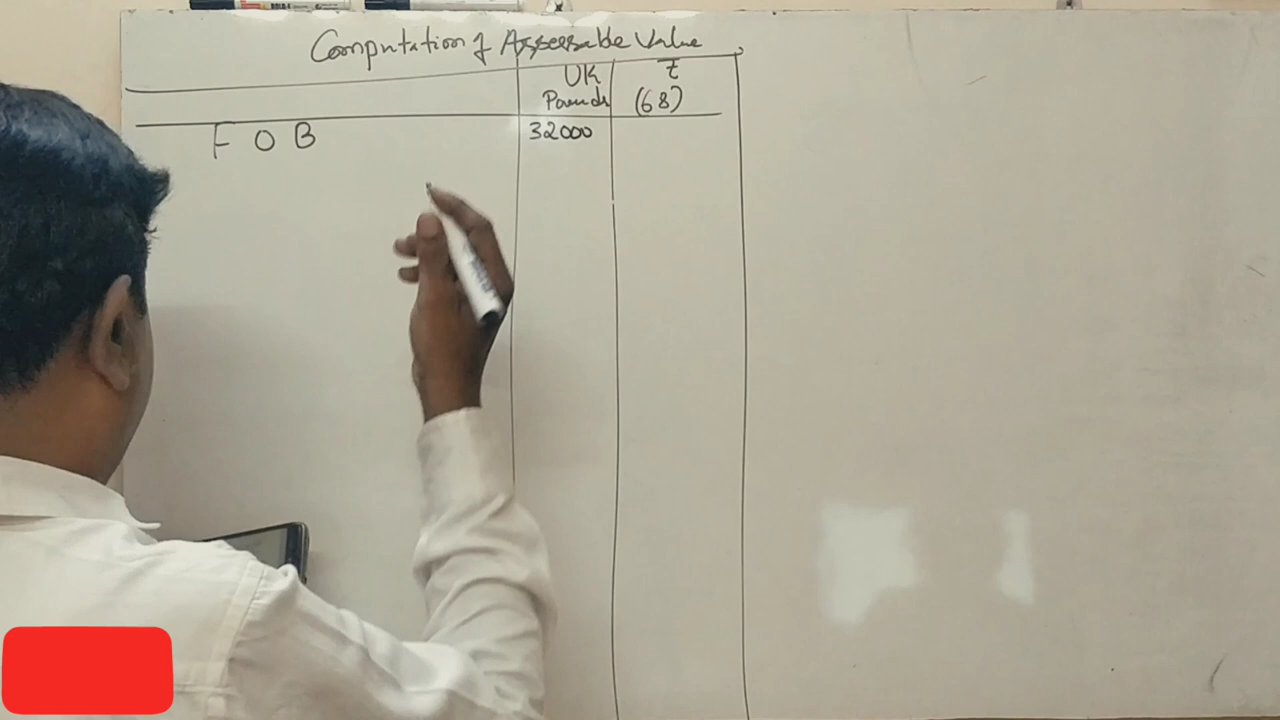 Computation of Assessable Value
UK ₹
Pounds (68)
F O B 32000